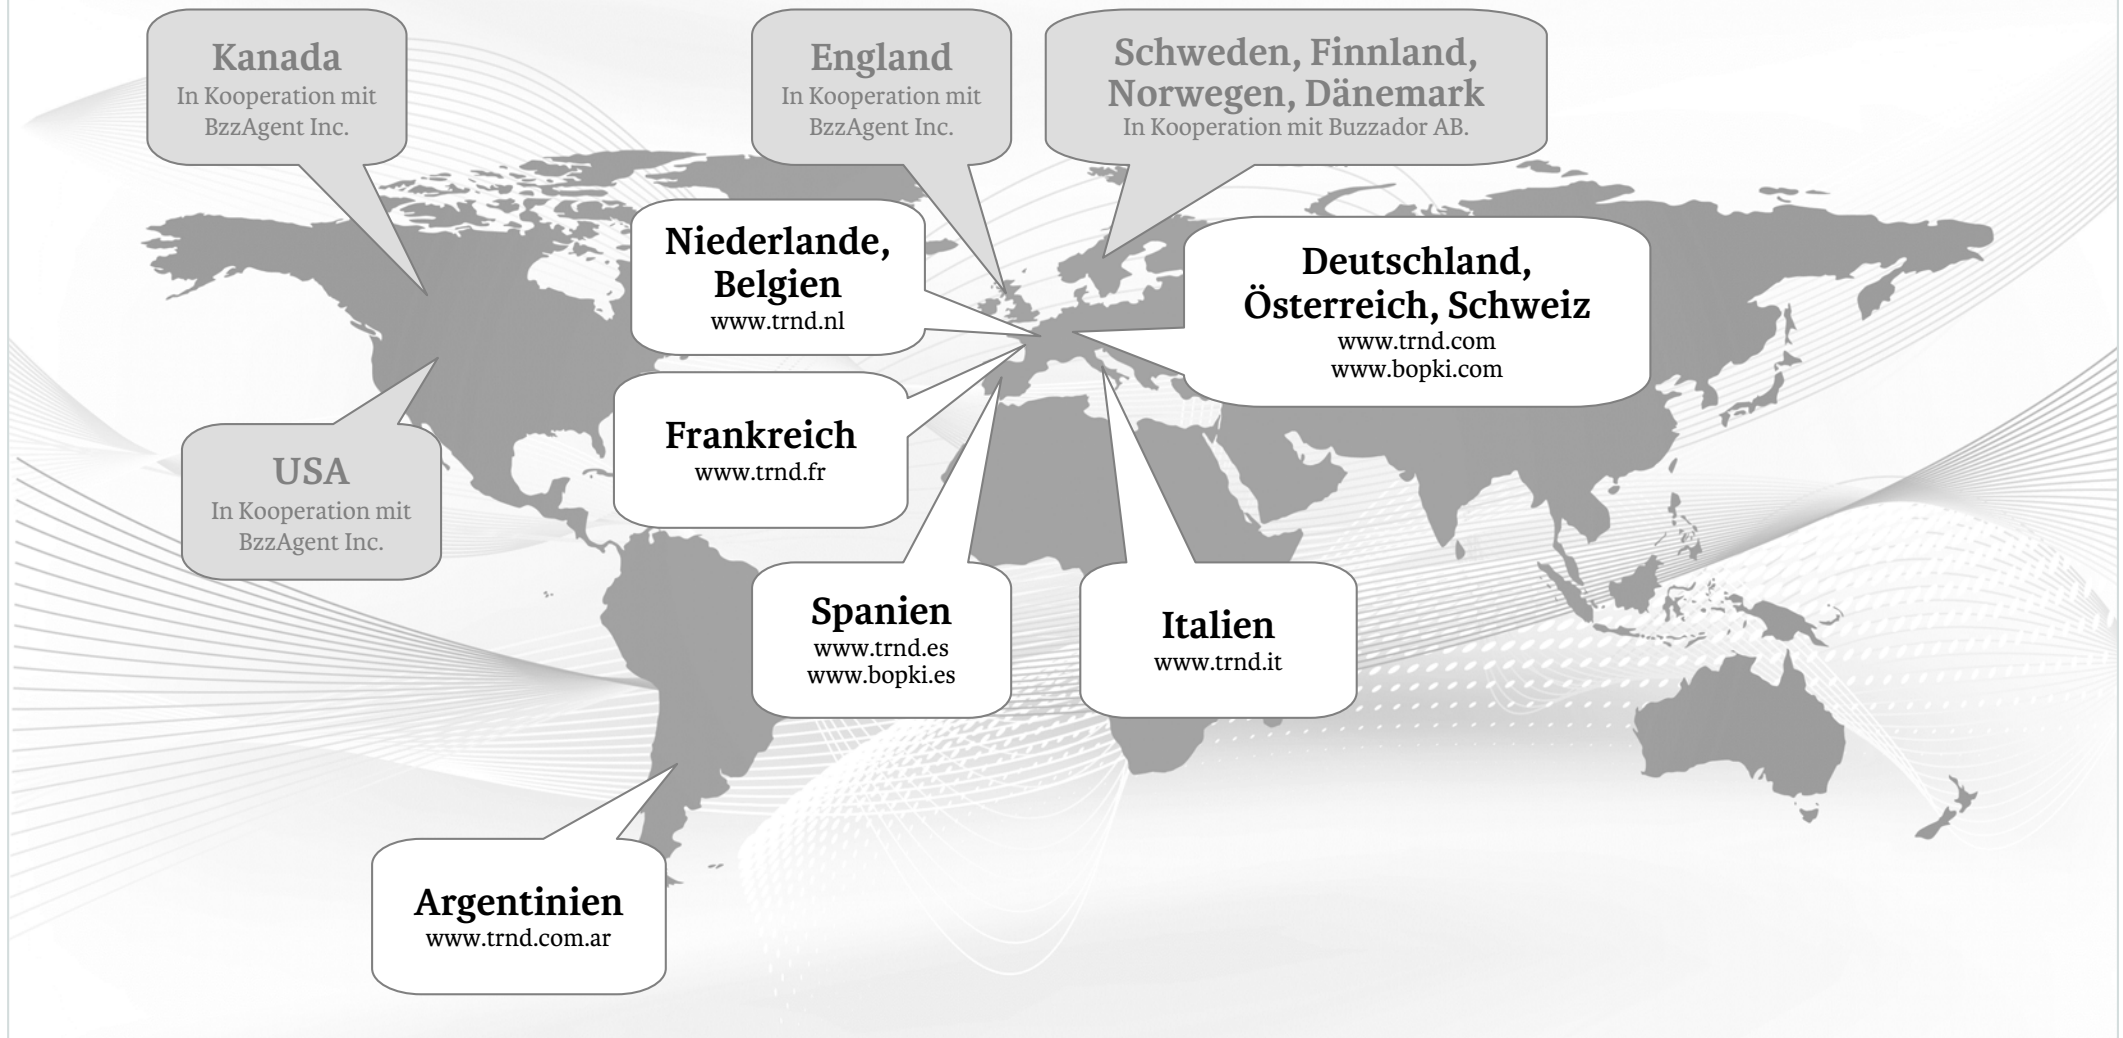 Kanada
In Kooperation mit
BzzAgent Inc.
England
In Kooperation mit
BzzAgent Inc.
Schweden, Finnland,
Norwegen, Dänemark
In Kooperation mit Buzzador AB.
Niederlande,
Belgien
www.trnd.nl
Deutschland,
Österreich, Schweiz
www.trnd.com
www.bopki.com
Frankreich
www.trnd.fr
USA
In Kooperation mit
BzzAgent Inc.
Spanien
www.trnd.es
www.bopki.es
Italien
www.trnd.it
Argentinien
www.trnd.com.ar